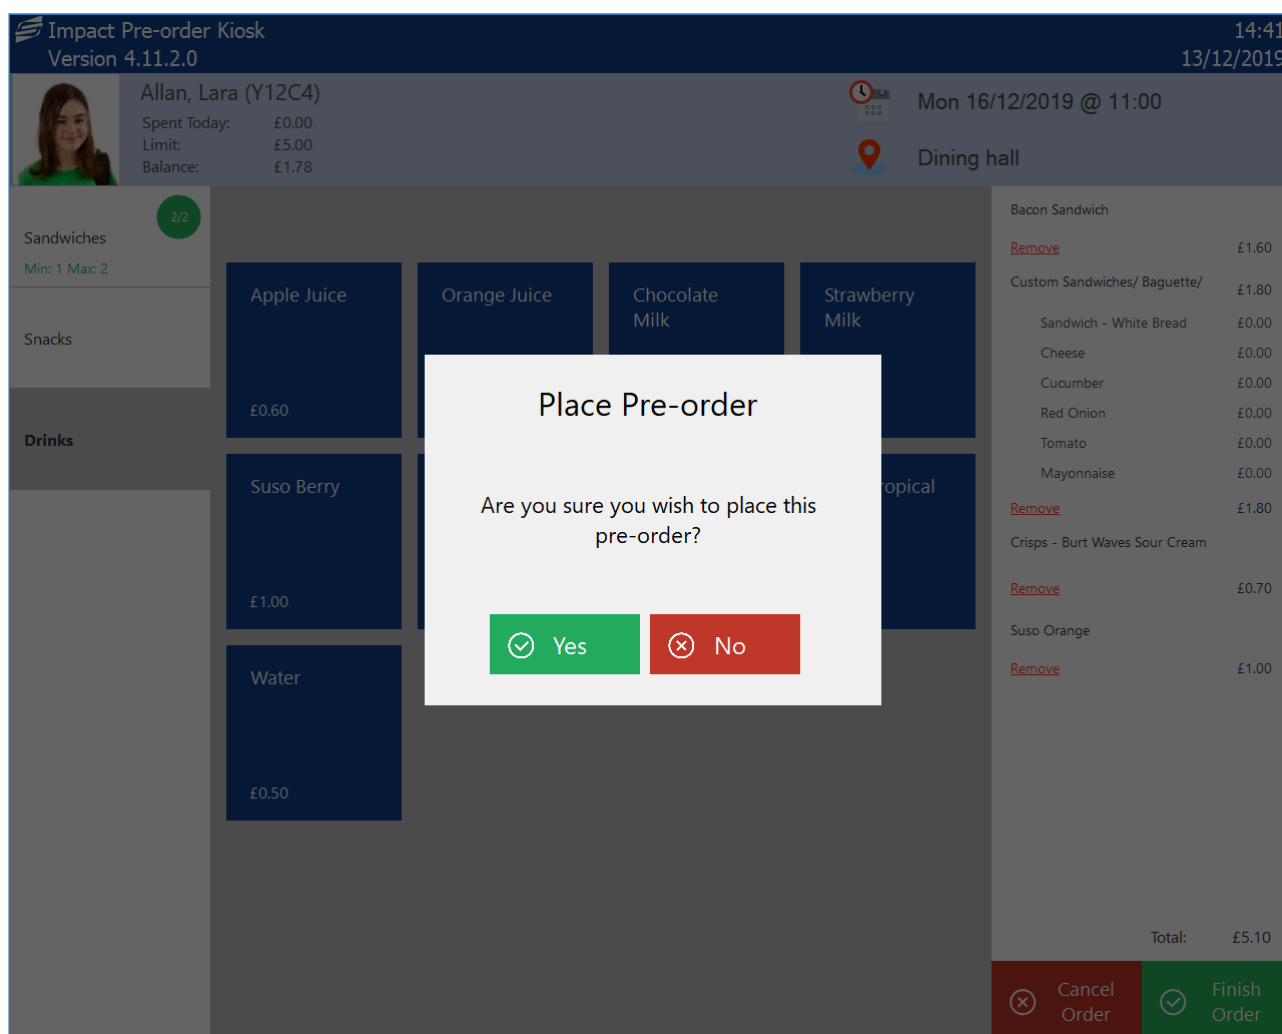 Impact Pre-order Kiosk
Version 4.11.2.0
14:41
13/12/2019
Allan, Lara (Y12C4)
Spent Today: £0.00
Limit: £5.00
Balance: £1.78
Mon 16/12/2019 @ 11:00
Dining hall
Sandwiches
2/2
Min: 1 Max: 2
Snacks
Drinks
Apple Juice
£0.60
Orange Juice
Chocolate
Milk
Strawberry
Milk
Suso Berry
£1.00
Water
£0.50
Place Pre-order
Are you sure you wish to place this
pre-order?
Yes
No
Bacon Sandwich
Remove £1.60
Custom Sandwiches/ Baguette/ £1.80
Sandwich - White Bread £0.00
Cheese £0.00
Cucumber £0.00
Red Onion £0.00
Tomato £0.00
Mayonnaise £0.00
Remove £1.80
Crisps - Burt Waves Sour Cream
Remove £0.70
Suso Orange
Remove £1.00
Total: £5.10
Cancel
Order
Finish
Order